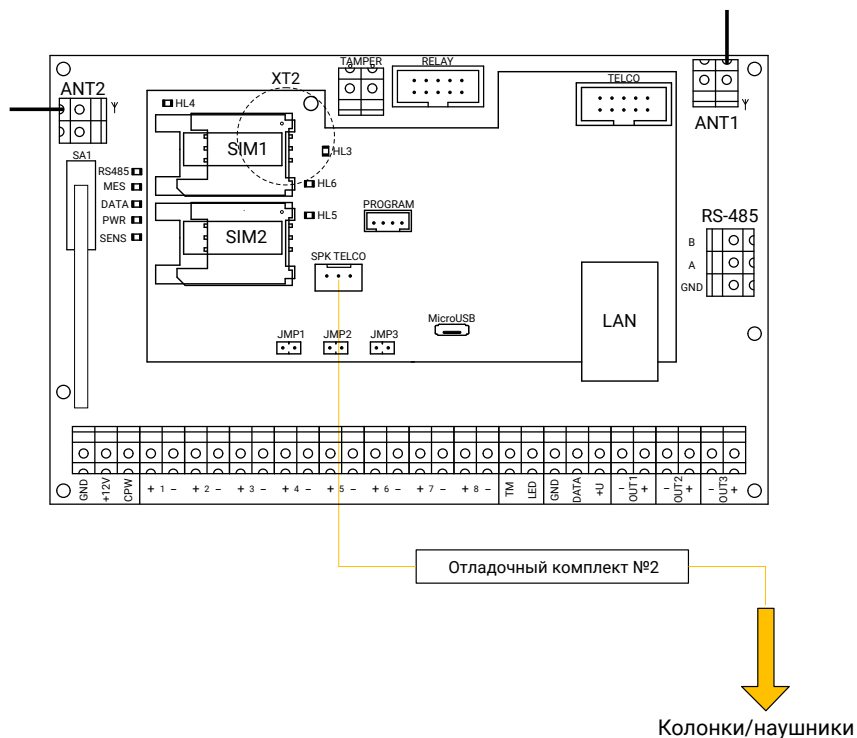 TAMPER
RELAY
XT2
TELCO
ANT2
HL4
ANT1
SIM1
HL3
SA1
RS485
MES
DATA
PWR
SENS
HL6
HL5
PROGRAM
SIM2
RS-485
B
A
GND
SPK TELCO
LAN
MicroUSB
JMP1
JMP2
JMP3
GND
+12V
CPW
+ 1 –
+ 2 –
+ 3 –
+ 4 –
+ 5 –
+ 6 –
+ 7 –
+ 8 –
TM
LED
GND
DATA
+U
– OUT1 +
– OUT2 +
– OUT3 +
Отладочный комплект №2
Колонки/наушники